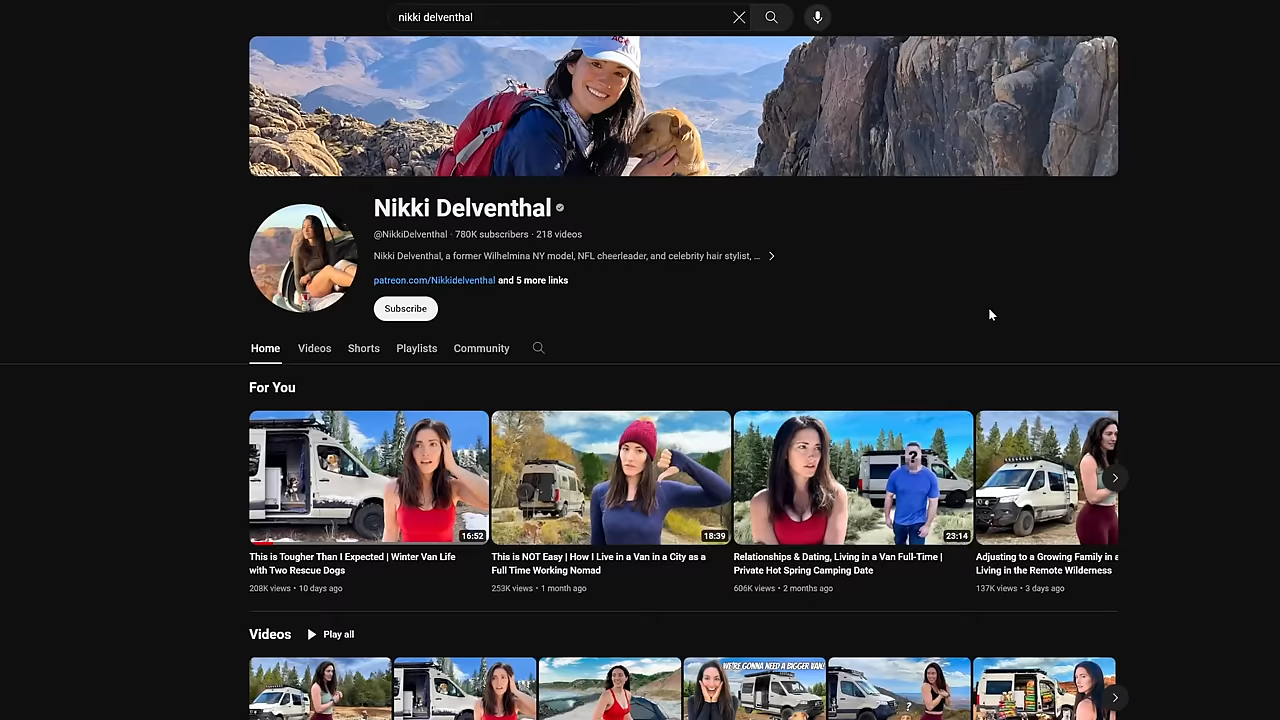 nikki delventhal
Nikki Delventhal
@NikkiDelventhal · 780K subscribers · 218 videos
Nikki Delventhal, a former Wilhelmina NY model, NFL cheerleader, and celebrity hair stylist, ...
patreon.com/Nikkidelventhal and 5 more links
Subscribe
Home Videos Shorts Playlists Community
For You
16:52 18:39 ? 23:14
This is Tougher Than I Expected | Winter Van Life
with Two Rescue Dogs
208K views • 10 days ago
This is NOT Easy | How I Live in a Van in a City as a
Full Time Working Nomad
253K views • 1 month ago
Relationships & Dating, Living in a Van Full-Time |
Private Hot Spring Camping Date
606K views • 2 months ago
Adjusting to a Growing Family in a
Living in the Remote Wilderness
137K views • 3 days ago
Videos Play all
WE'RE GONNA NEED A BIGGER VAN!
?